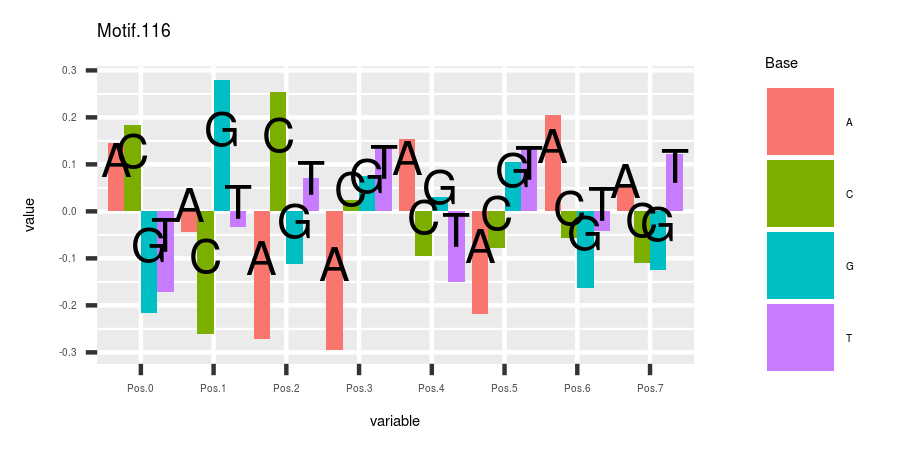 Motif.116
Base
value
0.3
0.2
0.1
0.0
-0.1
-0.2
-0.3
A C G T A C G T A C G T A C G T A C G T A C G T A C G T A C G T
Pos.0 Pos.1 Pos.2 Pos.3 Pos.4 Pos.5 Pos.6 Pos.7
variable
A
C
G
T